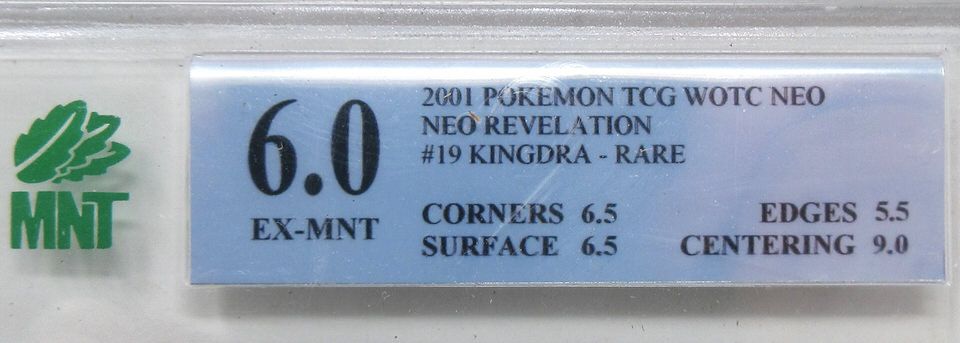 MNT
6.0
EX-MNT
2001 POKEMON TCG WOTC NEO
NEO REVELATION
#19 KINGDRA - RARE
CORNERS 6.5 EDGES 5.5
SURFACE 6.5 CENTERING 9.0